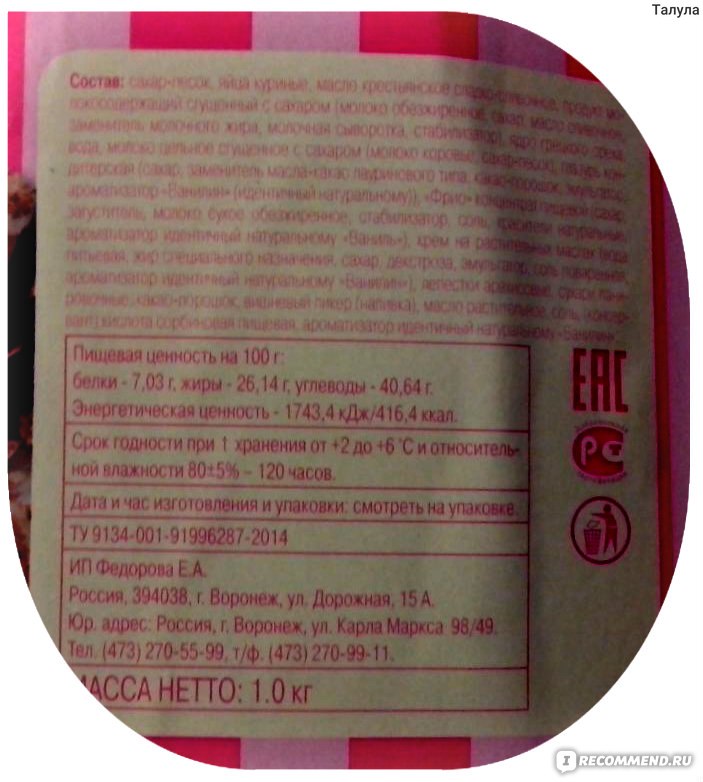 Талула
Состав: сахар-песок, яйца куриные, масло крестьянское сладко-сливочное, продукт мо-
локосодержащий сгущенный с сахаром (молоко обезжиренное, сахар, масло сливочное,
заменитель молочного жира, молочная сыворотка, стабилизатор), ядро грецкого ореха,
вода, молоко цельное сгущенное с сахаром (молоко коровье, сахар-песок), глазурь кон-
дитерская (сахар, заменитель масла-какао лауринового типа, какао-порошок, эмульгатор,
ароматизатор «Ванилин» (идентичный натуральному)), «Фрио» концентрат пищевой (сахар,
загуститель, молоко сухое обезжиренное, стабилизатор, соль, красители натуральные,
ароматизатор идентичный натуральному «Ваниль»), крем на растительных маслах (вода
питьевая, жир специального назначения, сахар, декстроза, эмульгатор, соль поваренная,
ароматизатор идентичный натуральному «Ванилин»), лепестки арахисовые, сухари па-ни-
ровочные, какао-порошок, вишневый ликер (наливка), масло растительное, соль, (консер-
вант) кислота сорбиновая пищевая, ароматизатор идентичный натуральному «Ванилин».
Пищевая ценность на 100 г:
белки - 7,03 г, жиры - 26,14 г, углеводы - 40,64 г.
Энергетическая ценность - 1743,4 кДж/416,4 ккал.
Срок годности при t хранения от +2 до +6 °С и относитель-
ной влажности 80±5% – 120 часов.
Дата и час изготовления и упаковки: смотреть на упаковке.
ТУ 9134-001-91996287-2014
ИП Федорова Е.А.
Россия, 394038, г. Воронеж, ул. Дорожная, 15 А.
Юр. адрес: Россия, г. Воронеж, ул. Карла Маркса 98/49.
Тел. (473) 270-55-99, т/ф. (473) 270-99-11.
МАССА НЕТТО: 1.0 кг
ЕАС
РСТ
IRECOMMEND.RU